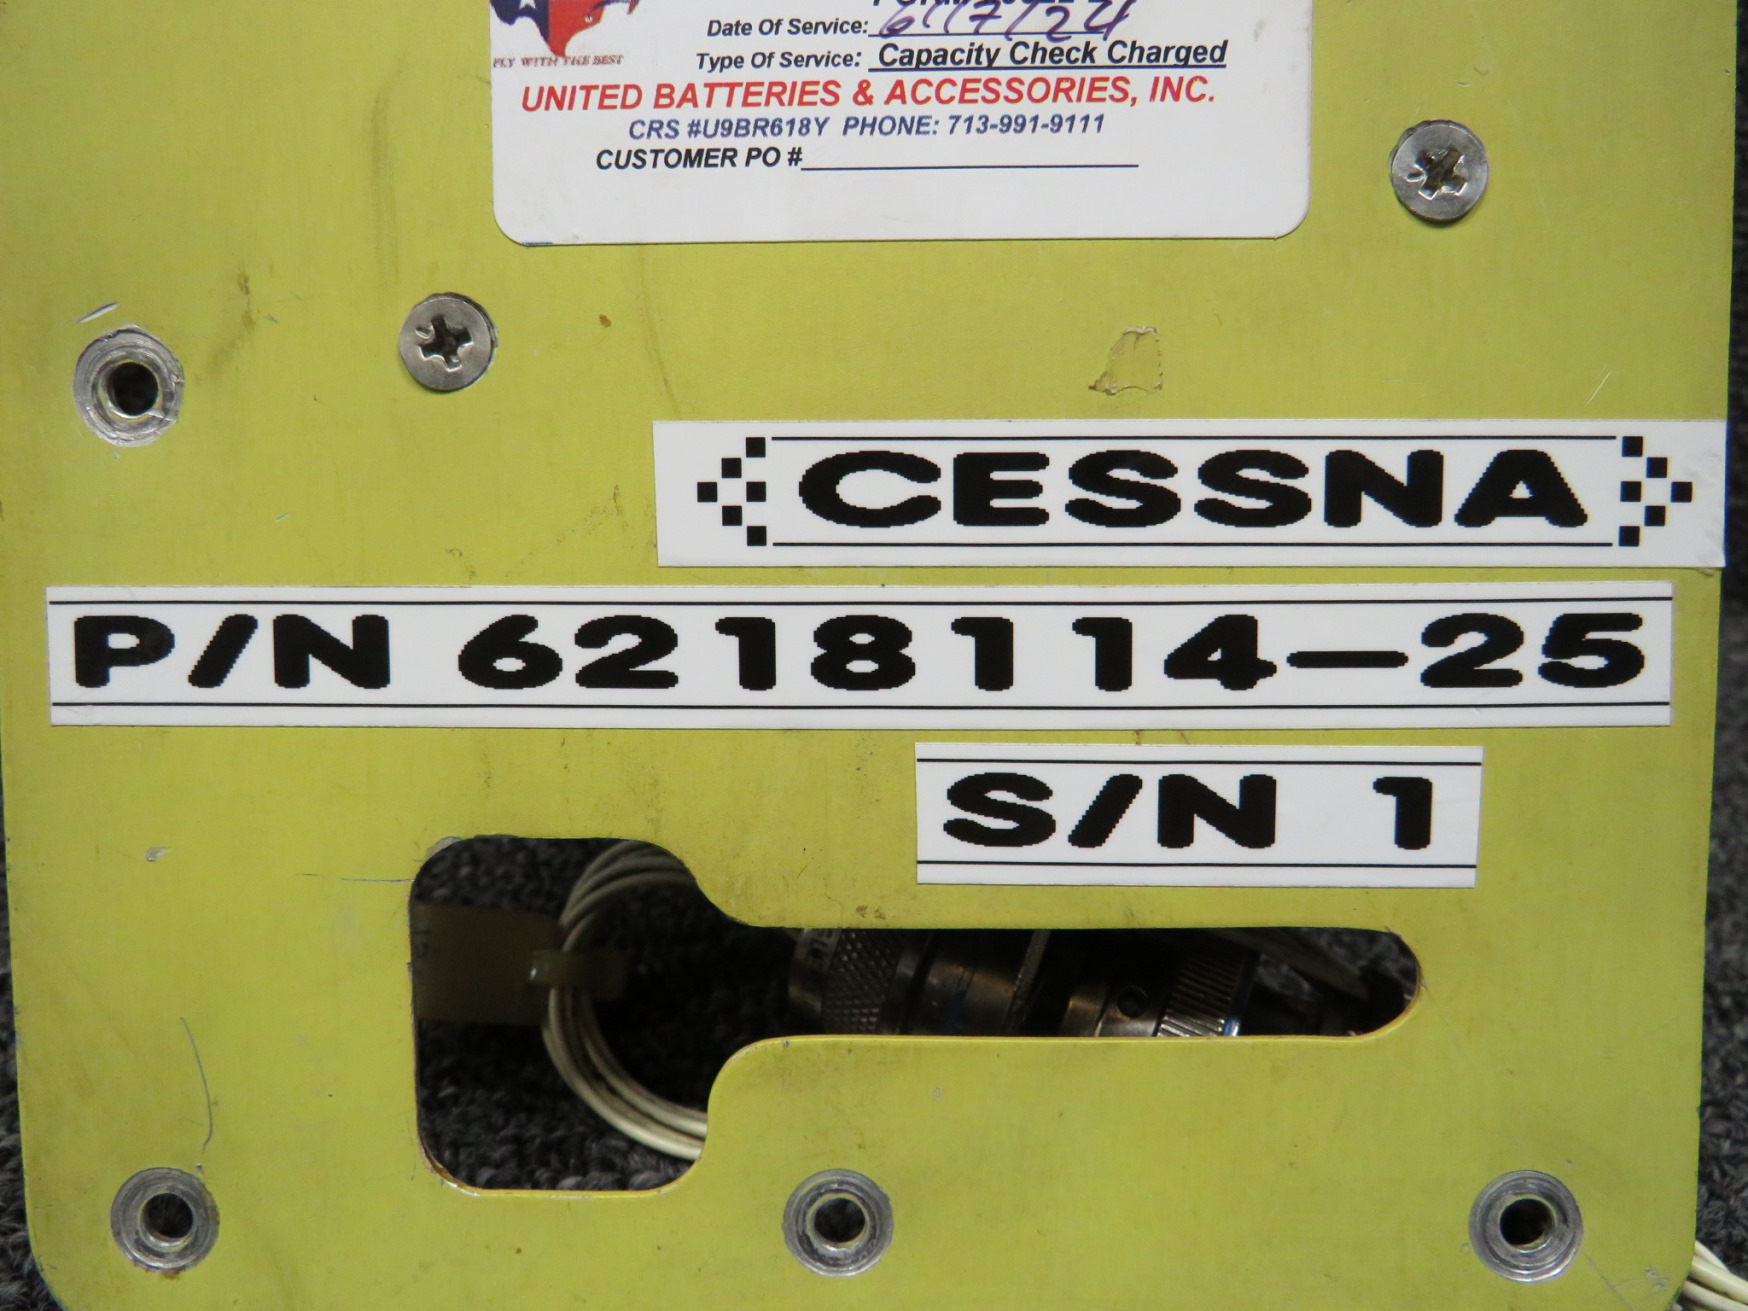 Date Of Service: 6/17/24
Type Of Service: Capacity Check Charged
FLY WITH THE BEST
UNITED BATTERIES & ACCESSORIES, INC.
CRS #U9BR618Y PHONE: 713-991-9111
CUSTOMER PO #
CESSNA
P/N 6218114-25
S/N 1